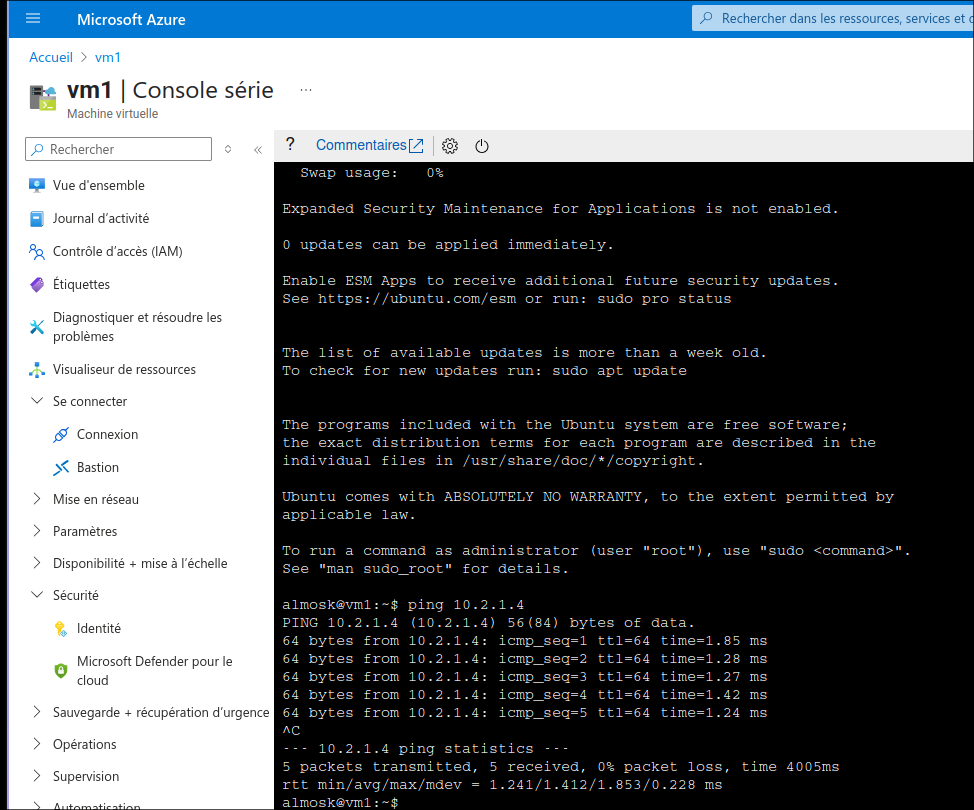 Microsoft Azure
Rechercher dans les ressources, services et
Accueil > vm1
vm1 | Console série ...
Machine virtuelle
Rechercher
«
? Commentaires
Vue d'ensemble
Journal d’activité
Contrôle d’accès (IAM)
Étiquettes
Diagnostiquer et résoudre les
problèmes
Visualiseur de ressources
Se connecter
Connexion
Bastion
Mise en réseau
Paramètres
Disponibilité + mise à l’échelle
Sécurité
Identité
Microsoft Defender pour le
cloud
Sauvegarde + récupération d’urgence
Opérations
Supervision
Automatisation
Swap usage: 0%
Expanded Security Maintenance for Applications is not enabled.
0 updates can be applied immediately.
Enable ESM Apps to receive additional future security updates.
See https://ubuntu.com/esm or run: sudo pro status
The list of available updates is more than a week old.
To check for new updates run: sudo apt update
The programs included with the Ubuntu system are free software;
the exact distribution terms for each program are described in the
individual files in /usr/share/doc/*/copyright.
Ubuntu comes with ABSOLUTELY NO WARRANTY, to the extent permitted by
applicable law.
To run a command as administrator (user "root"), use "sudo <command>".
See "man sudo_root" for details.
almosk@vm1:~$ ping 10.2.1.4
PING 10.2.1.4 (10.2.1.4) 56(84) bytes of data.
64 bytes from 10.2.1.4: icmp_seq=1 ttl=64 time=1.85 ms
64 bytes from 10.2.1.4: icmp_seq=2 ttl=64 time=1.28 ms
64 bytes from 10.2.1.4: icmp_seq=3 ttl=64 time=1.27 ms
64 bytes from 10.2.1.4: icmp_seq=4 ttl=64 time=1.42 ms
64 bytes from 10.2.1.4: icmp_seq=5 ttl=64 time=1.24 ms
^C
--- 10.2.1.4 ping statistics ---
5 packets transmitted, 5 received, 0% packet loss, time 4005ms
rtt min/avg/max/mdev = 1.241/1.412/1.853/0.228 ms
almosk@vm1:~$